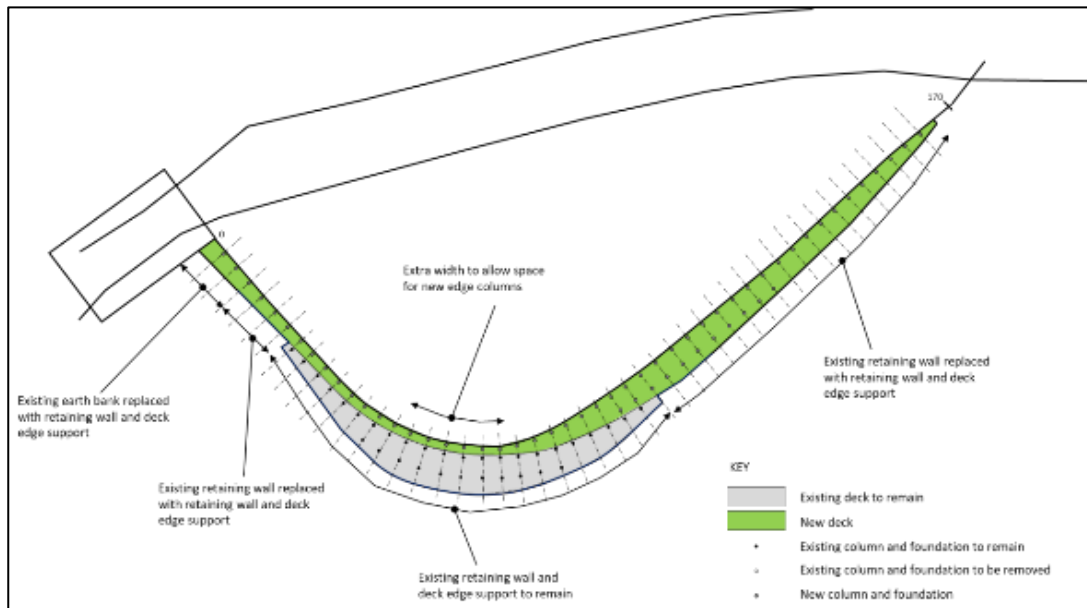 170
0
Extra width to allow space
for new edge columns
Existing retaining wall replaced
with retaining wall and deck
edge support
Existing earth bank replaced
with retaining wall and deck
edge support
Existing retaining wall replaced
with retaining wall and deck
edge support
Existing retaining wall and
deck edge support to remain
KEY
Existing deck to remain
New deck
Existing column and foundation to remain
Existing column and foundation to be removed
New column and foundation